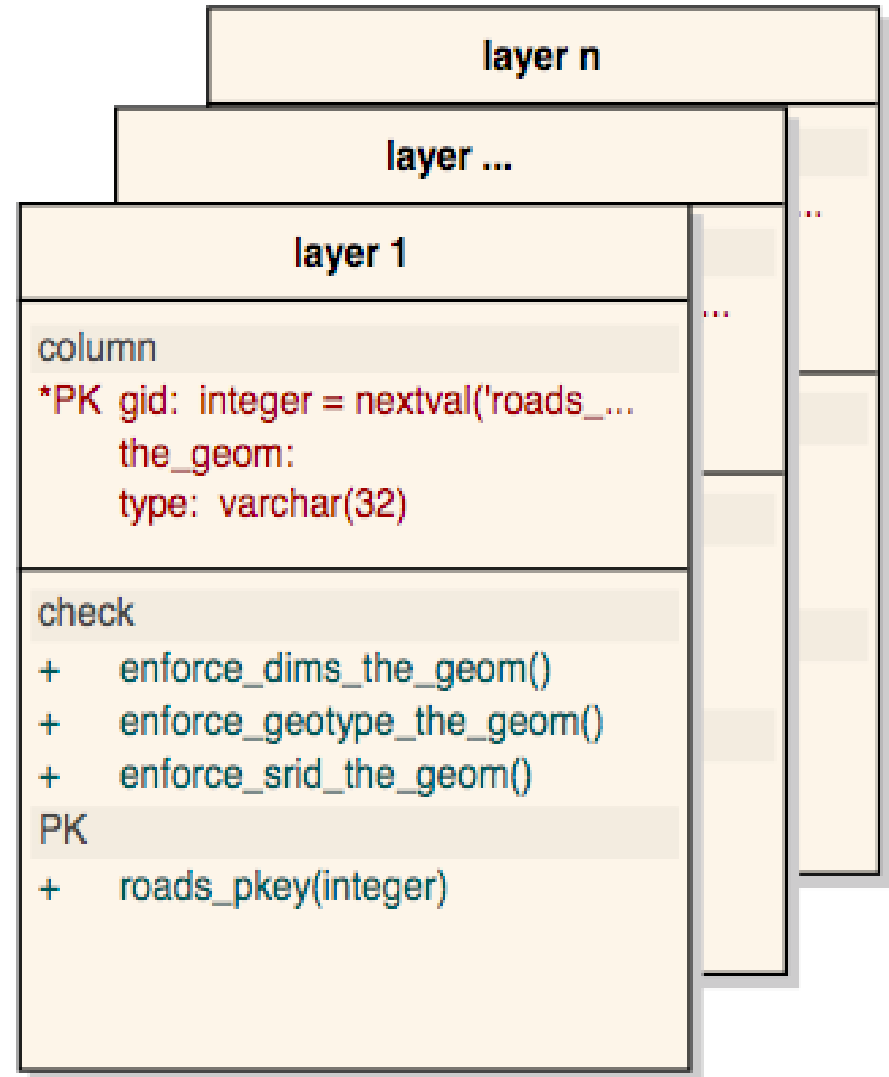 layer n
layer ...
layer 1
...
...
column
*PK gid: integer = nextval('roads_...
the_geom:
type: varchar(32)
check
+ enforce_dims_the_geom()
+ enforce_geotype_the_geom()
+ enforce_srid_the_geom()
PK
+ roads_pkey(integer)